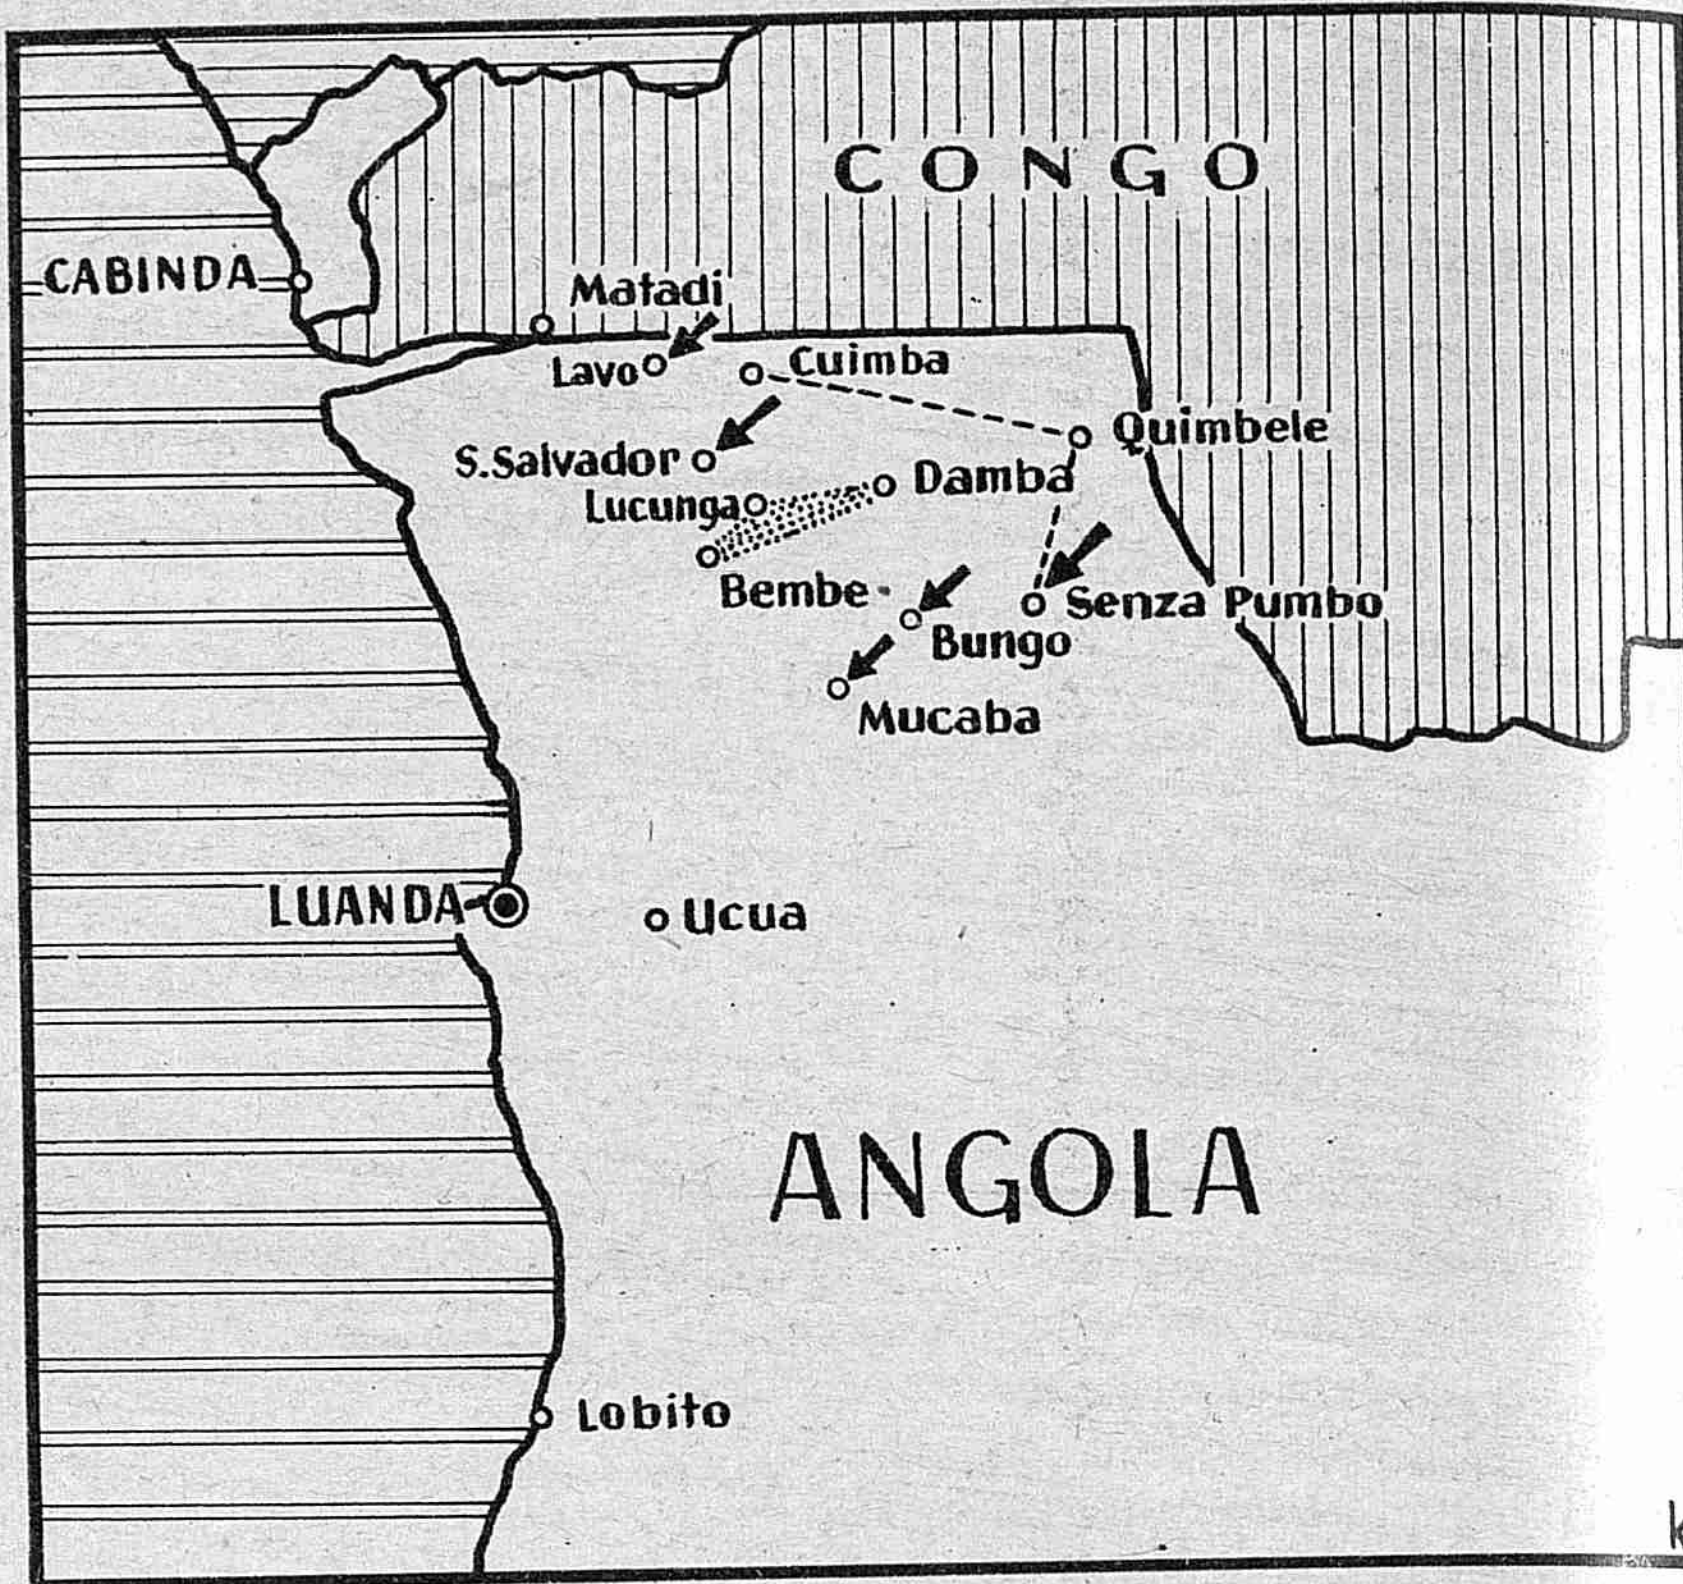 CONGO
CABINDA
Matadi
Lavo
Cuimba
Quimbele
S.Salvador
Damba
Lucunga
Bembe
Senza Pumbo
Bungo
Mucaba
LUANDA
Ucua
ANGOLA
Lobito